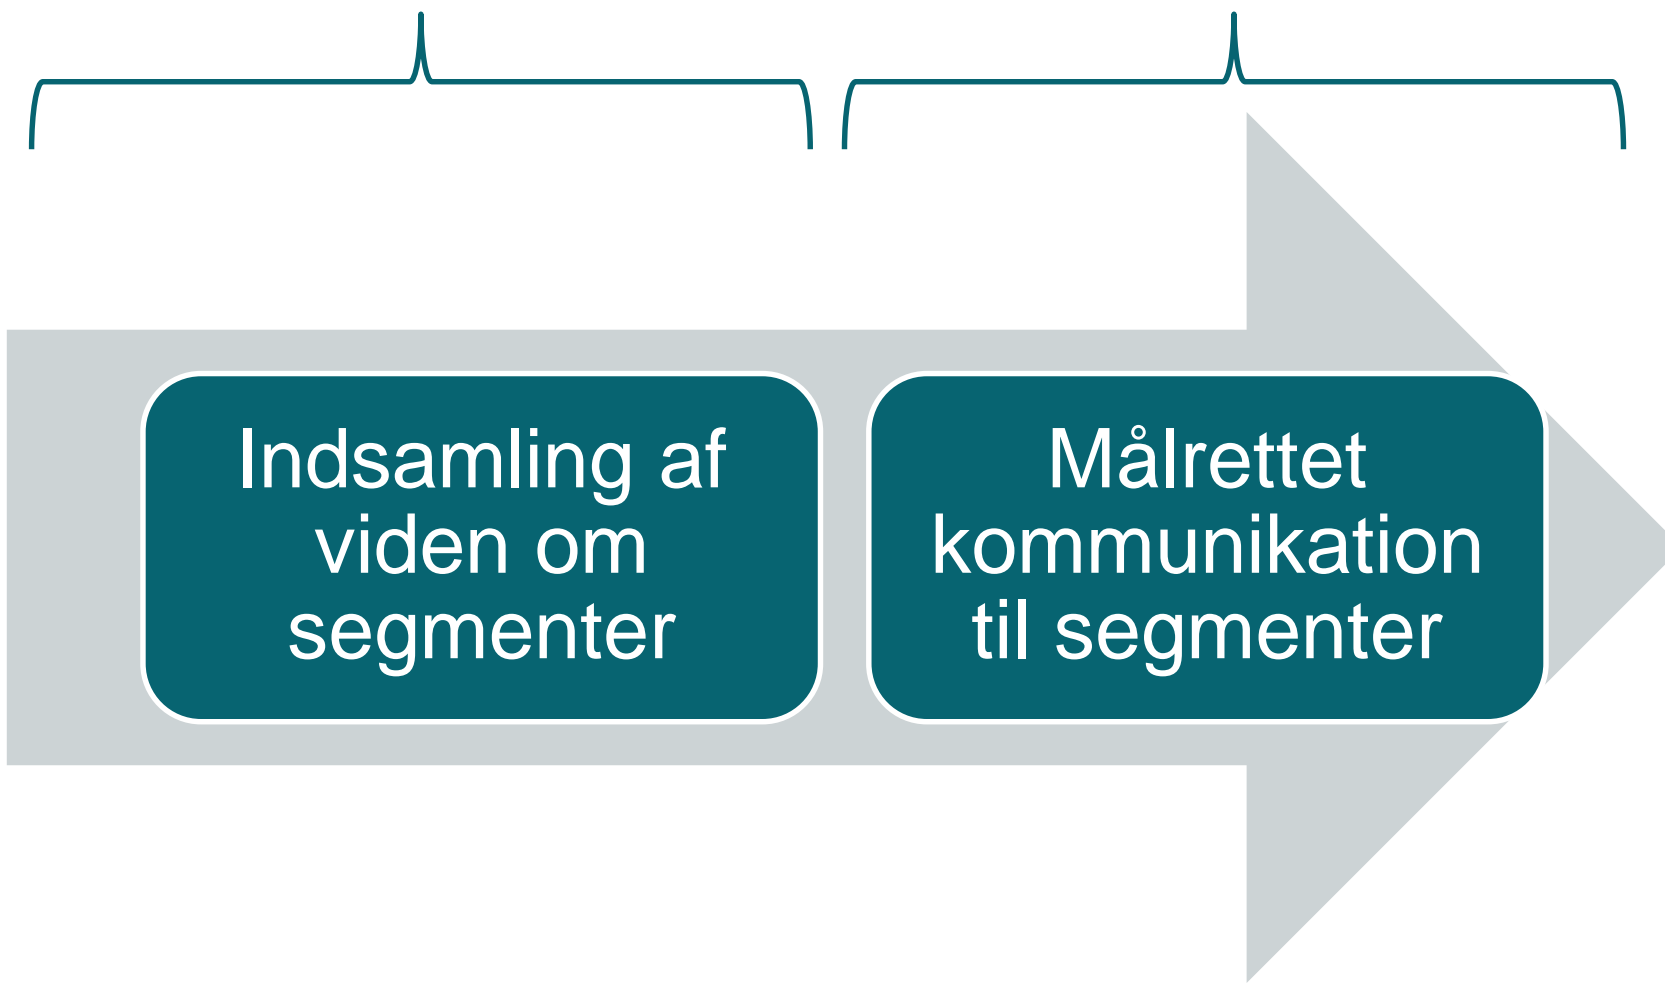 Indsamling af
viden om
segmenter
Målrettet
kommunikation
til segmenter